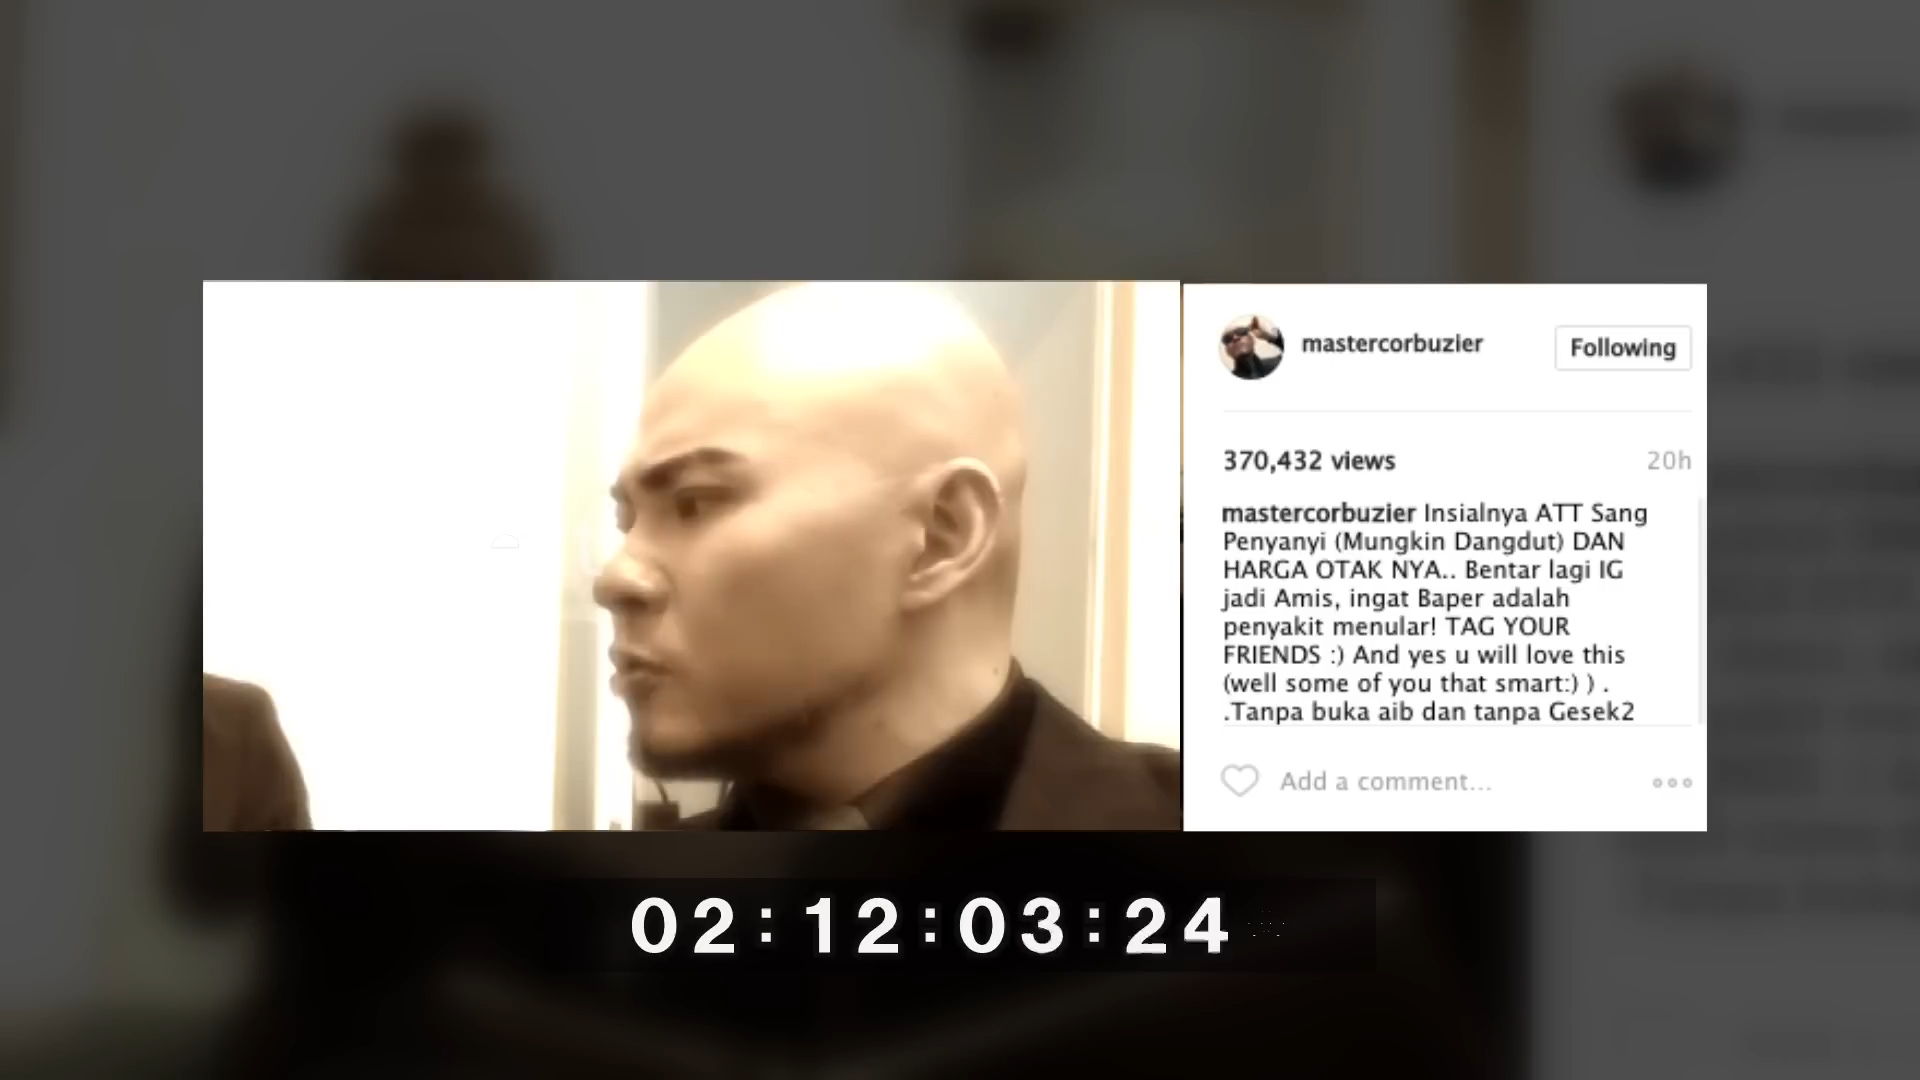 mastercorbuzier
Following
370,432 views
20h
mastercorbuzier Insialnya ATT Sang
Penyanyi (Mungkin Dangdut) DAN
HARGA OTAK NYA.. Bentar lagi IG
jadi Amis, ingat Baper adalah
penyakit menular! TAG YOUR
FRIENDS :) And yes u will love this
(well some of you that smart:) ) .
.Tanpa buka aib dan tanpa Gesek2
Add a comment...
02:12:03:24